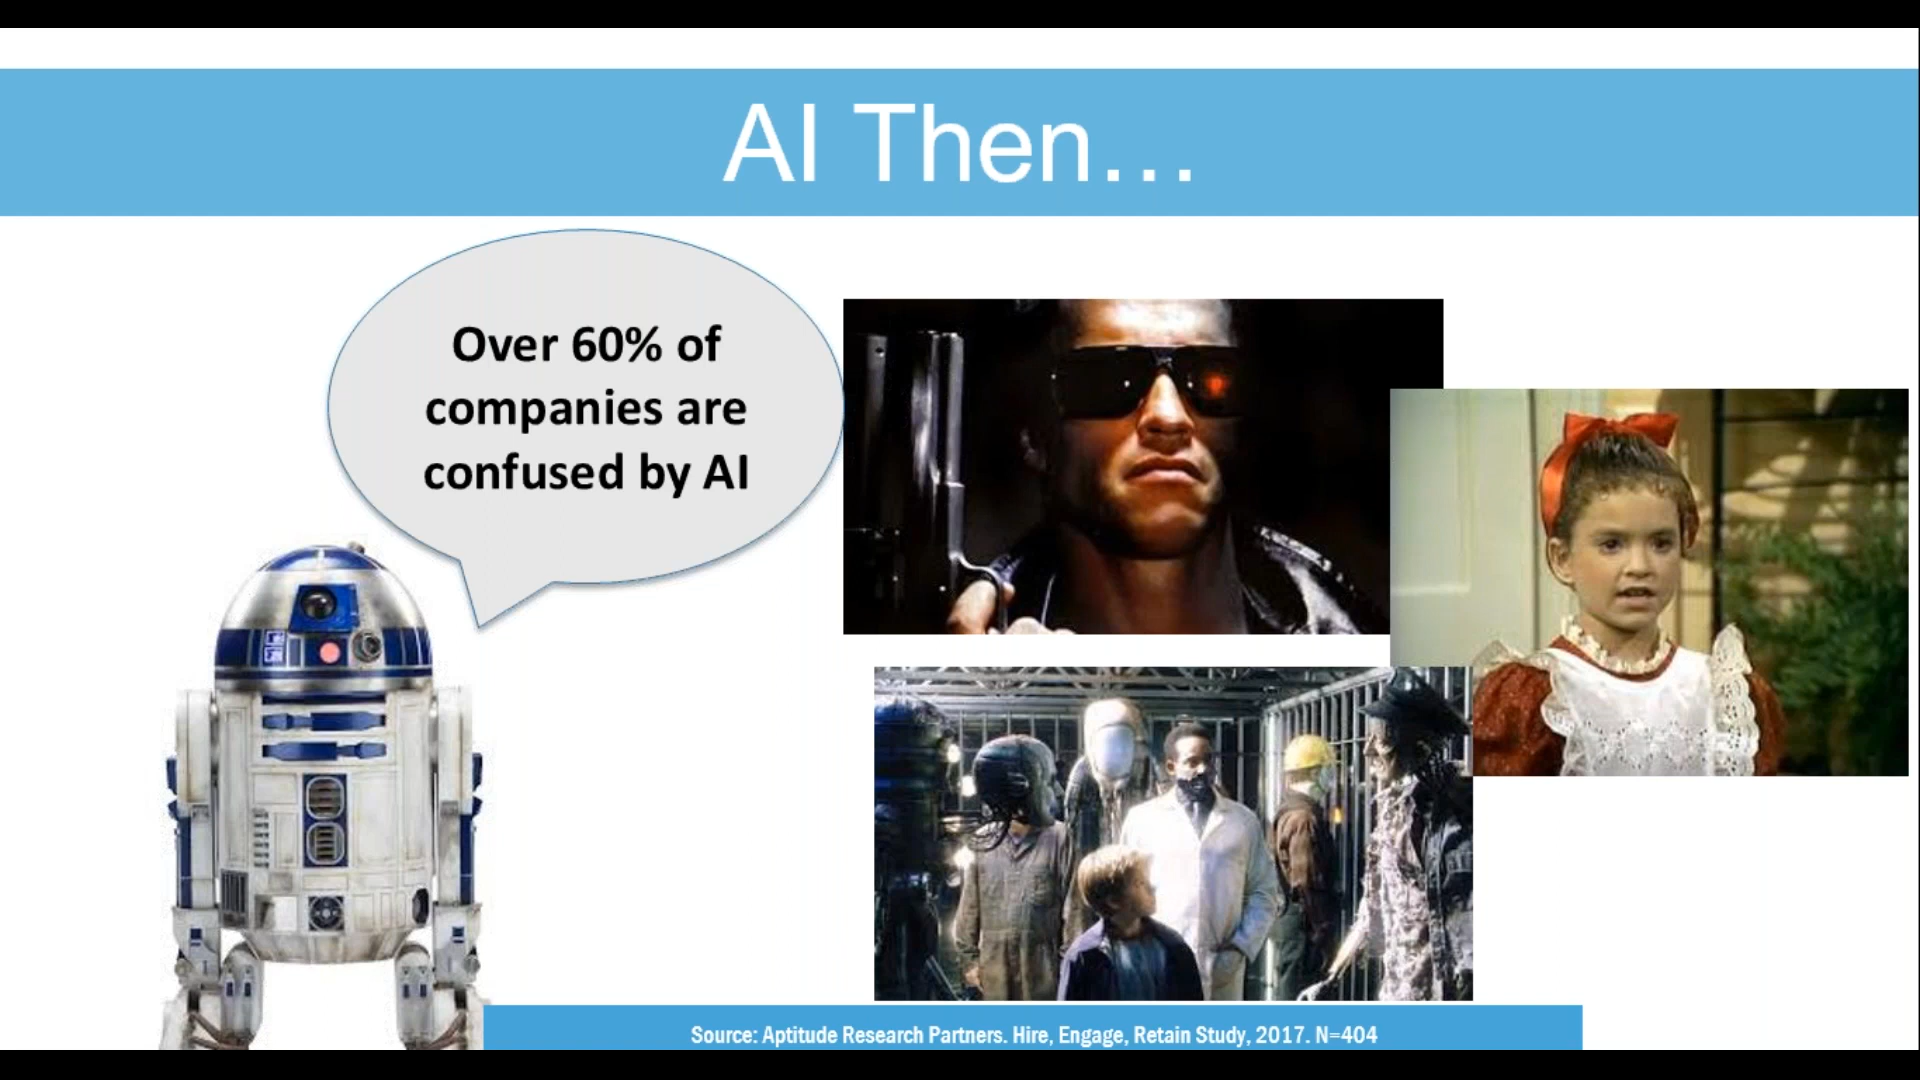 AI Then…
Over 60% of
companies are
confused by AI
Source: Aptitude Research Partners. Hire, Engage, Retain Study, 2017. N=404